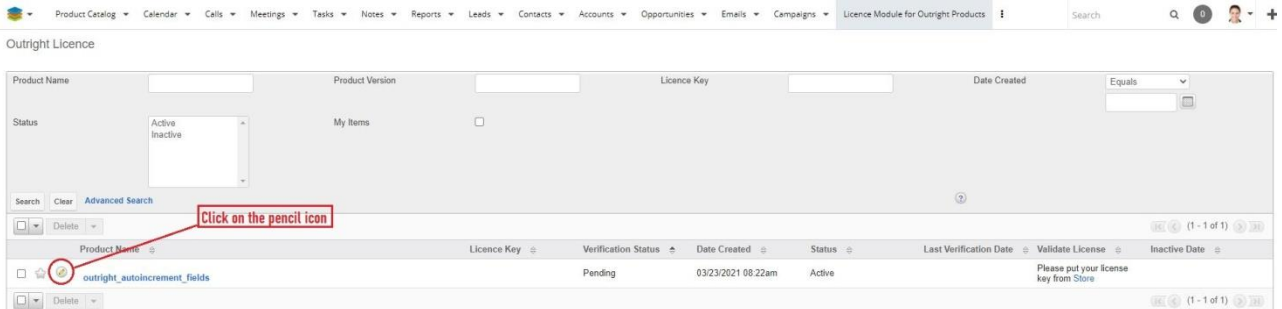 Product Catalog Calendar Calls Meetings Tasks Notes Reports Leads Contacts Accounts Opportunities Emails Campaigns Licence Module for Outright Products Search 0
Outright Licence
Product Name Product Version Licence Key Date Created Equals
Status Active My Items
Inactive
Search Clear Advanced Search ?
Click on the pencil icon
Delete (1 - 1 of 1)
Product Name Licence Key Verification Status Date Created Status Last Verification Date Validate License Inactive Date
outright_autoincrement_fields Pending 03/23/2021 08:22am Active Please put your license
key from Store
Delete (1 - 1 of 1)